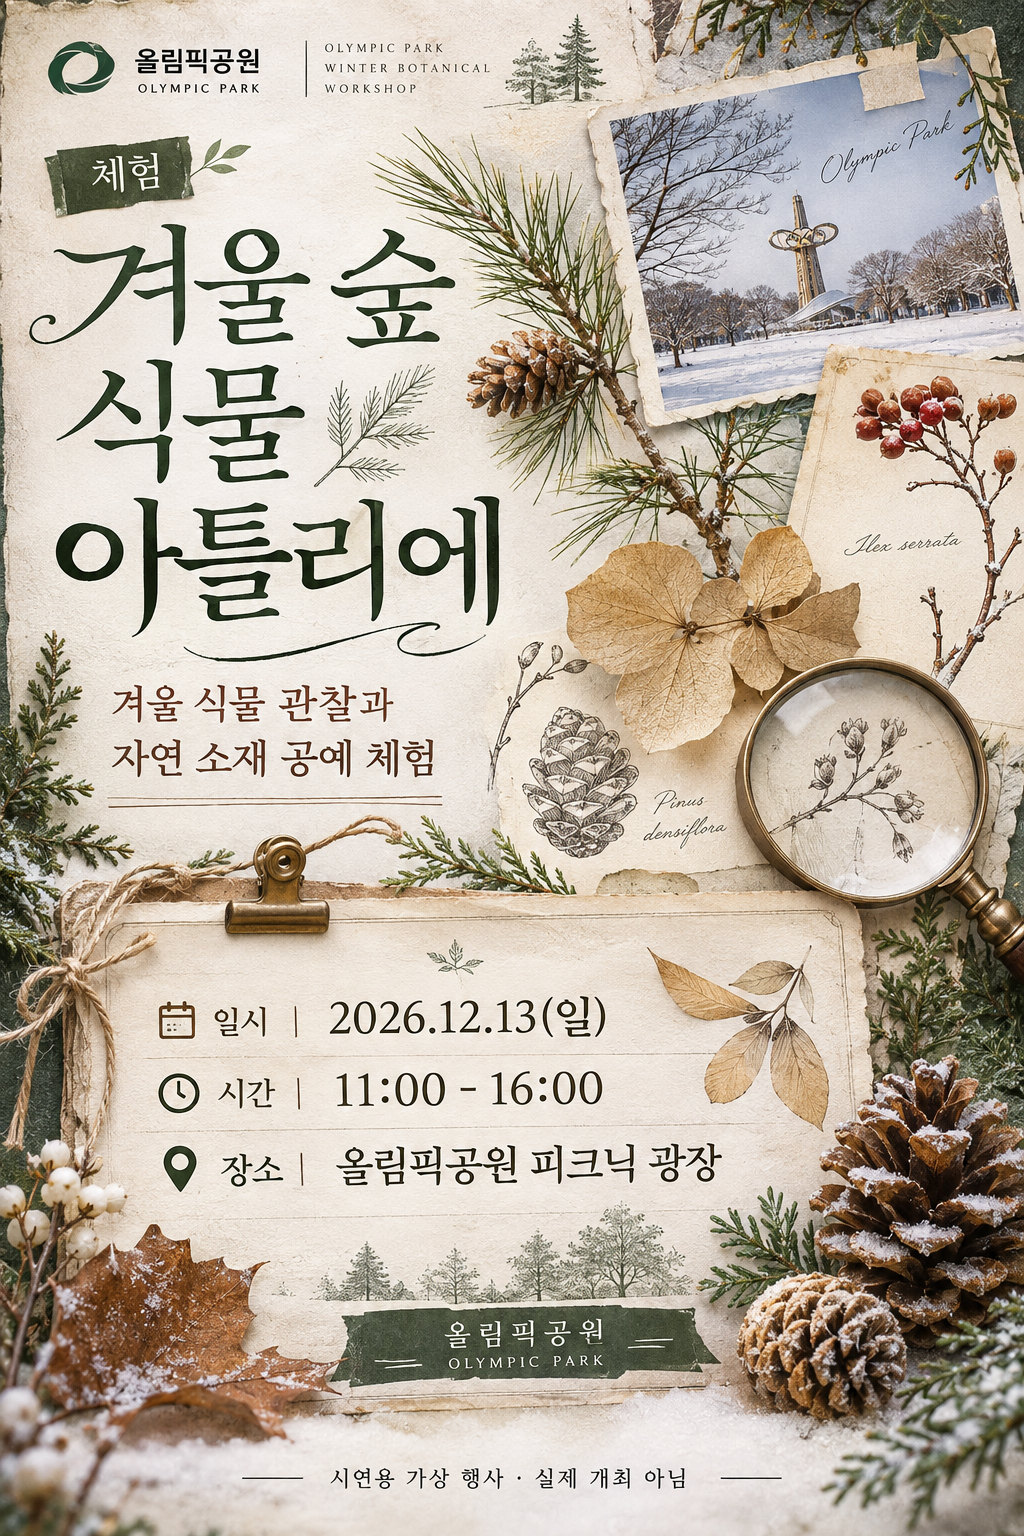 올림픽공원
OLYMPIC PARK
OLYMPIC PARK
WINTER BOTANICAL
WORKSHOP
체험
Olympic Park
겨울 숲
식물
아틀리에
Ilex serrata
겨울 식물 관찰과
자연 소재 공예 체험
Pinus
densiflora
일시 | 2026.12.13(일)
시간 | 11:00 - 16:00
장소 | 올림픽공원 피크닉 광장
올림픽공원
OLYMPIC PARK
시연용 가상 행사 · 실제 개최 아님